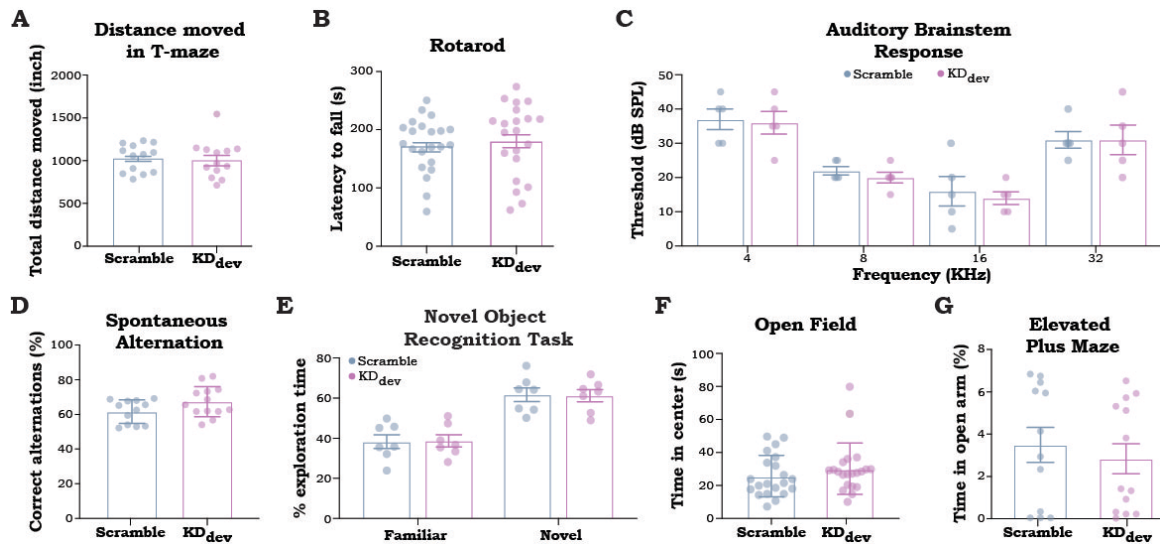 A
Distance moved
in T-maze
Total distance moved (inch)
2000
1500
1000
500
0
Scramble
KDdev
B
Rotarod
Latency to fall (s)
300
200
100
0
Scramble
KDdev
C
Auditory Brainstem
Response
Scramble
KDdev
Threshold (dB SPL)
50
40
30
20
10
0
4
8
16
32
Frequency (KHz)
D
Spontaneous
Alternation
Correct alternations (%)
100
80
60
40
20
0
Scramble
KDdev
E
Novel Object
Recognition Task
Scramble
KDdev
% exploration time
80
60
40
20
0
Familiar
Novel
F
Open Field
Time in center (s)
100
80
60
40
20
0
Scramble
KDdev
G
Elevated
Plus Maze
Time in open arm (%)
8
6
4
2
0
Scramble
KDdev